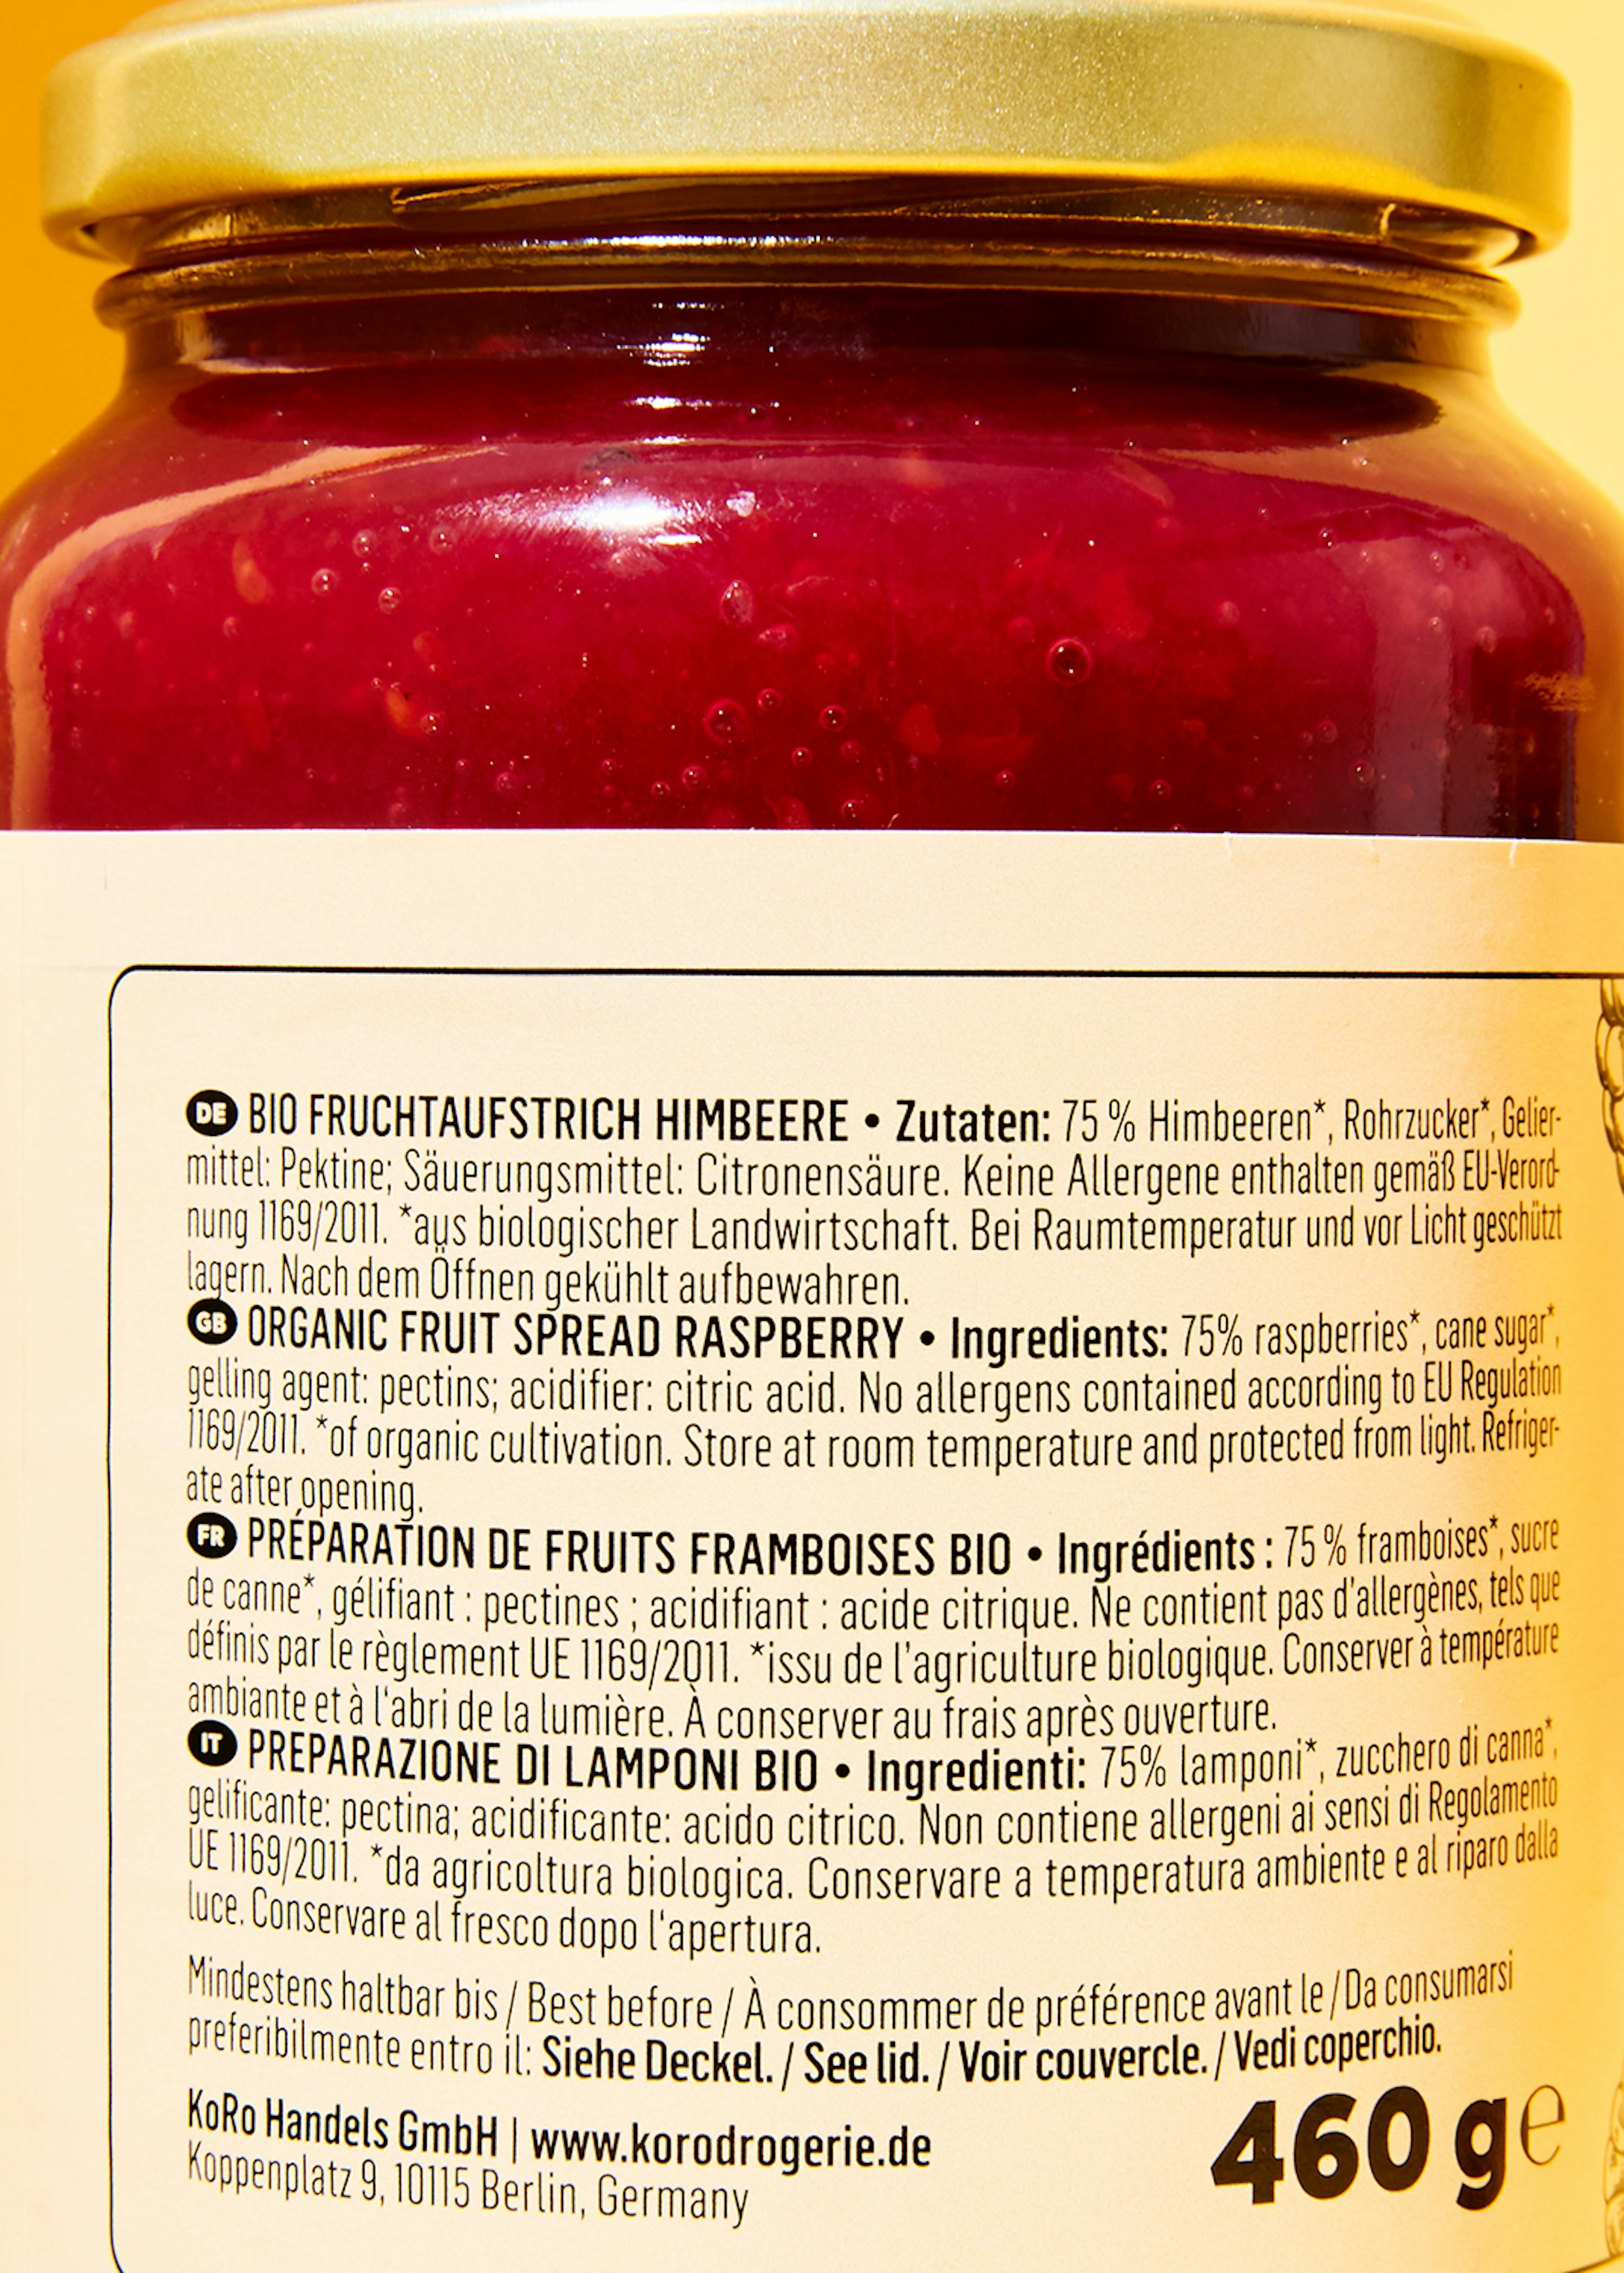 DE BIO FRUCHTAUFSTRICH HIMBEERE • Zutaten: 75 % Himbeeren*, Rohrzucker*, Gelier-
mittel: Pektine; Säuerungsmittel: Citronensäure. Keine Allergene enthalten gemäß EU-Verord-
nung 1169/2011. *aus biologischer Landwirtschaft. Bei Raumtemperatur und vor Licht geschützt
lagern. Nach dem Öffnen gekühlt aufbewahren.
GB ORGANIC FRUIT SPREAD RASPBERRY • Ingredients: 75% raspberries*, cane sugar*,
gelling agent: pectins; acidifier: citric acid. No allergens contained according to EU Regulation
1169/2011. *of organic cultivation. Store at room temperature and protected from light. Refriger-
ate after opening.
FR PRÉPARATION DE FRUITS FRAMBOISES BIO • Ingrédients : 75 % framboises*, sucre
de canne*, gélifiant : pectines ; acidifiant : acide citrique. Ne contient pas d'allergènes, tels que
définis par le règlement UE 1169/2011. *issu de l'agriculture biologique. Conserver à température
ambiante et à l'abri de la lumière. À conserver au frais après ouverture.
IT PREPARAZIONE DI LAMPONI BIO • Ingredienti: 75% lamponi*, zucchero di canna*,
gelificante: pectina; acidificante: acido citrico. Non contiene allergeni ai sensi di Regolamento
UE 1169/2011. *da agricoltura biologica. Conservare a temperatura ambiente e al riparo dalla
luce. Conservare al fresco dopo l'apertura.
Mindestens haltbar bis / Best before / À consommer de préférence avant le / Da consumarsi
preferibilmente entro il: Siehe Deckel. / See lid. / Voir couvercle. / Vedi coperchio.
KoRo Handels GmbH | www.korodrogerie.de
Koppenplatz 9, 10115 Berlin, Germany
460 g e